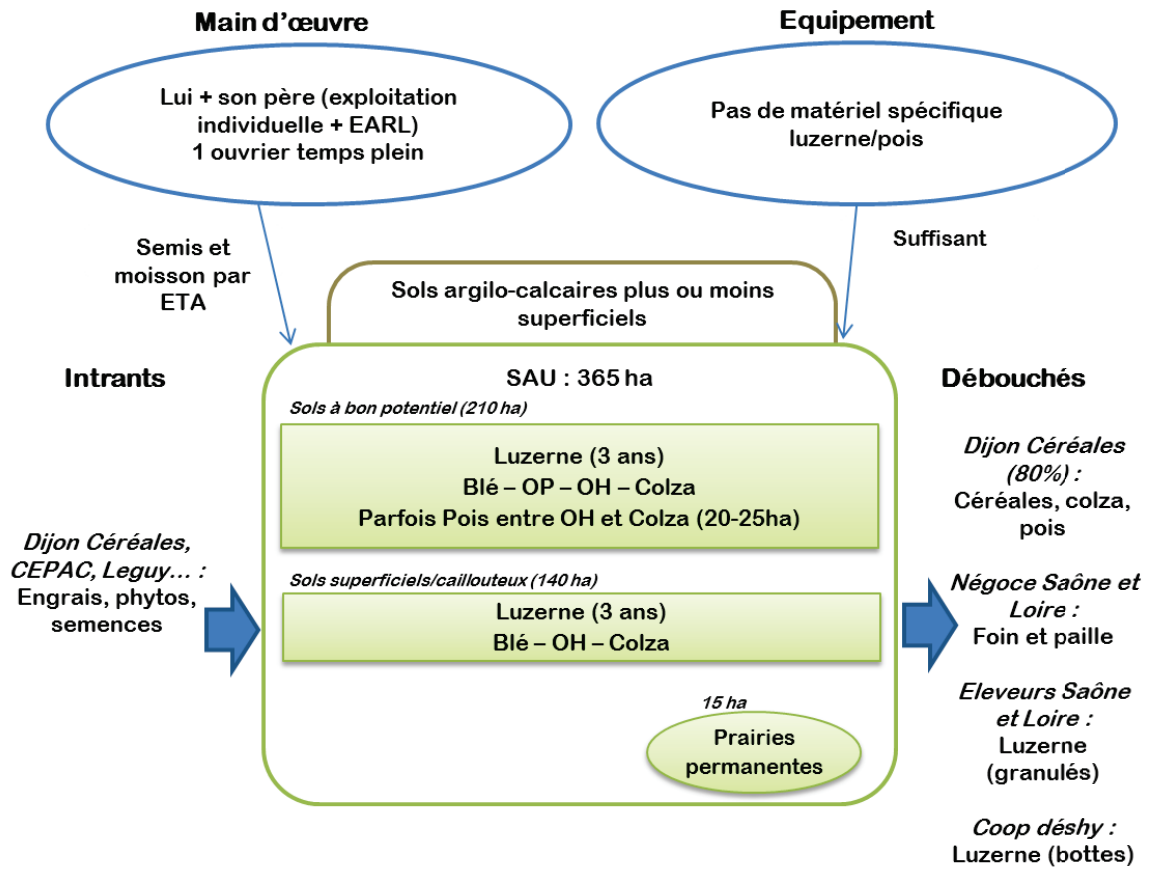 Main d'œuvre
Equipement
Lui + son père (exploitation
individuelle + EARL)
1 ouvrier temps plein
Pas de matériel spécifique
luzerne/pois
Semis et
moisson par
ETA
Suffisant
Sols argilo-calcaires plus ou moins
superficiels
Intrants
SAU : 365 ha
Débouchés
Sols à bon potentiel (210 ha)
Luzerne (3 ans)
Blé – OP – OH – Colza
Parfois Pois entre OH et Colza (20-25ha)
Dijon Céréales
(80%) :
Céréales, colza,
pois
Dijon Céréales,
CEPAC, Leguy… :
Engrais, phytos,
semences
Sols superficiels/caillouteux (140 ha)
Luzerne (3 ans)
Blé – OH – Colza
Négoce Saône et
Loire :
Foin et paille
15 ha
Prairies
permanentes
Eleveurs Saône
et Loire :
Luzerne
(granulés)
Coop déshy :
Luzerne (bottes)